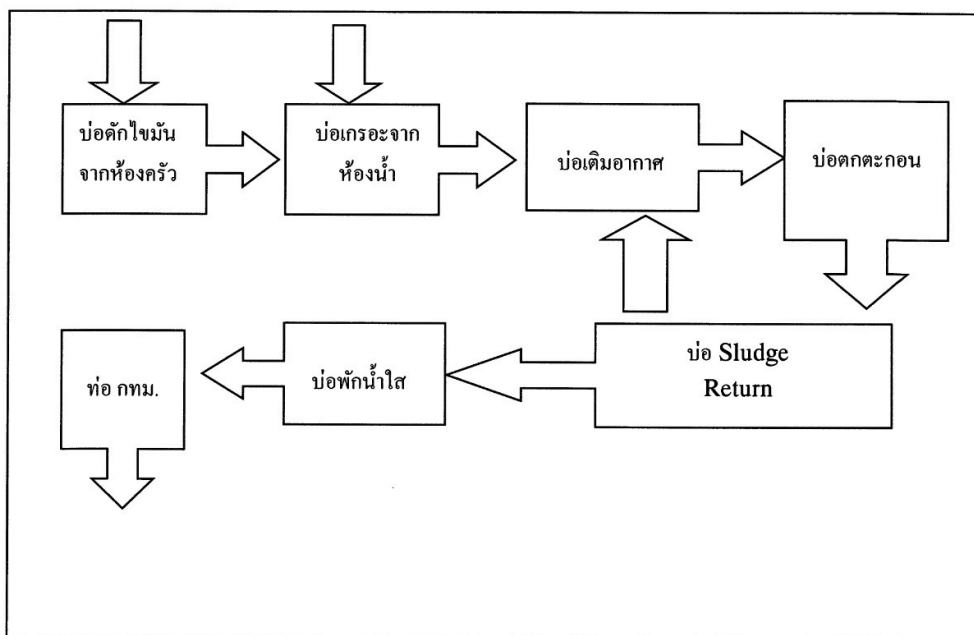 บ่อดักไขมัน
จากห้องครัว
บ่อเกรอะจาก
ห้องน้ำ
บ่อเติมอากาศ
บ่อตกตะกอน
ท่อ กทม.
บ่อพักน้ำใส
บ่อ Sludge
Return